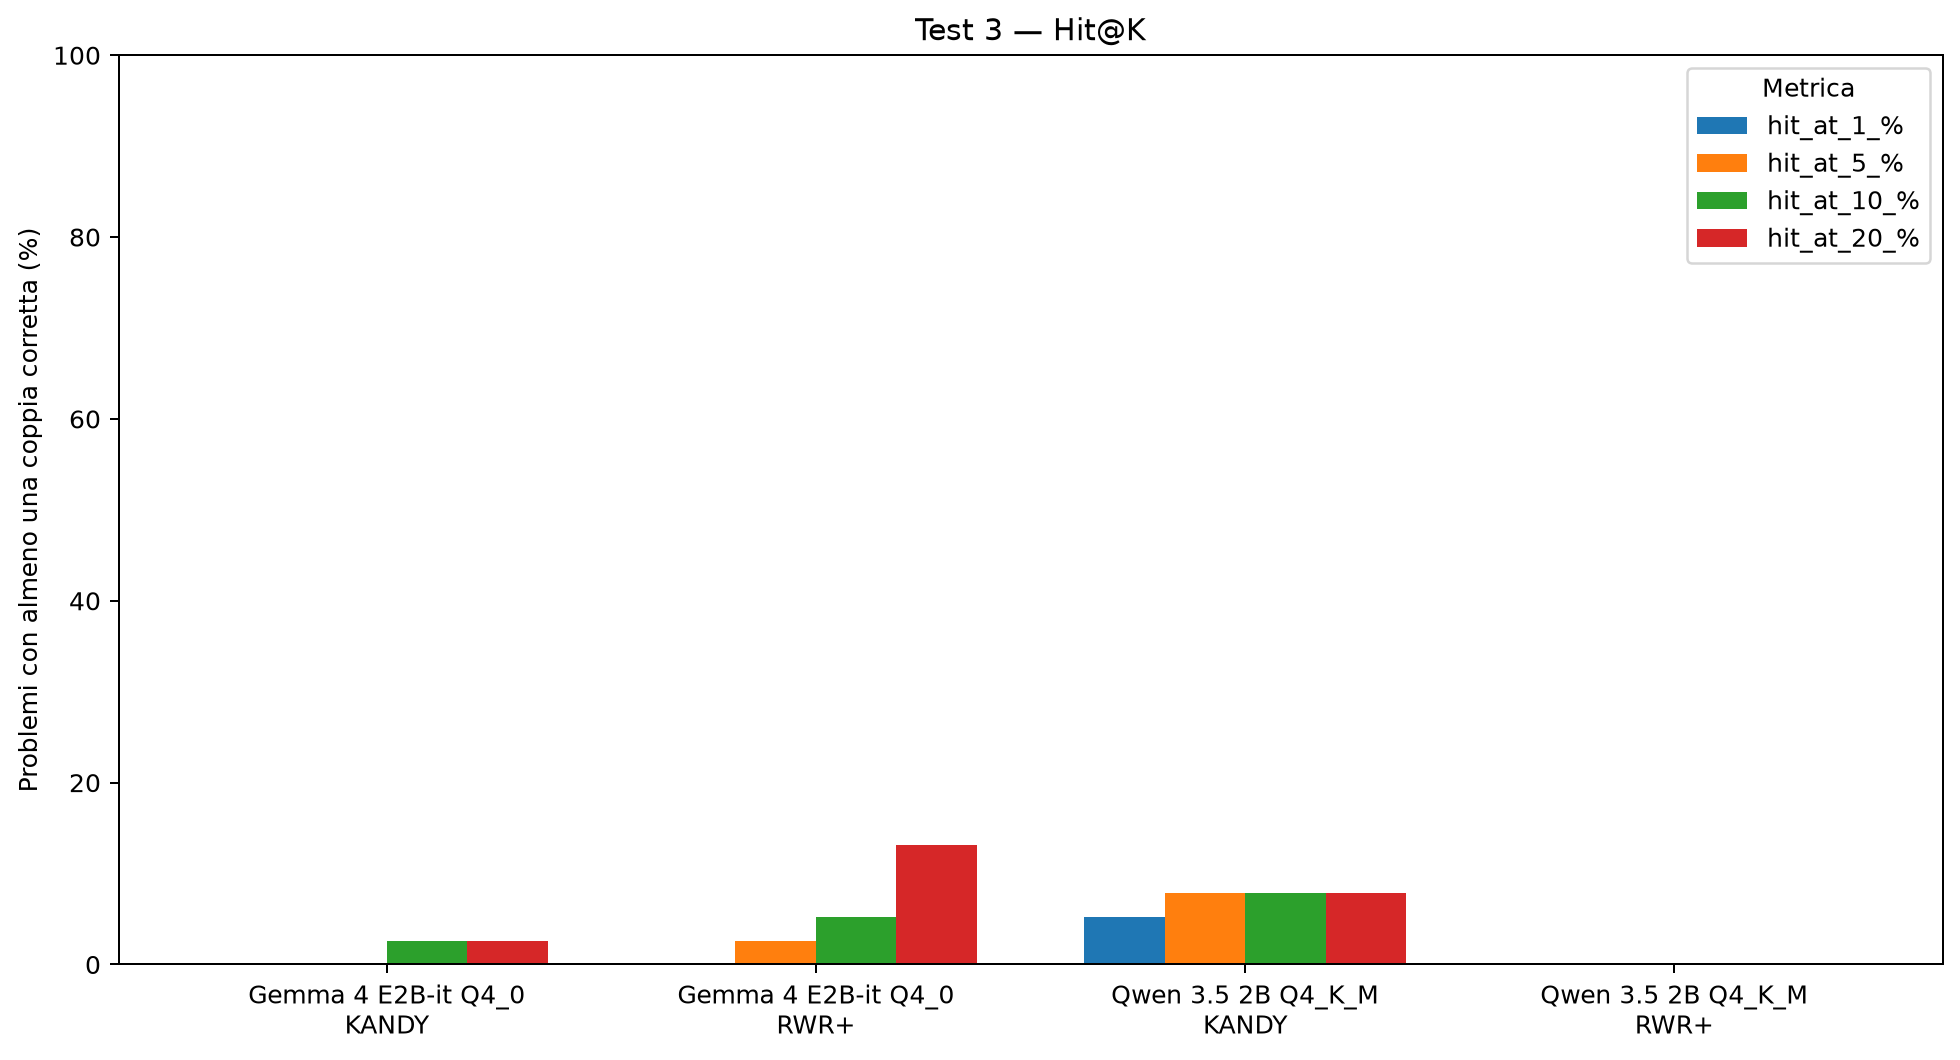 Test 3 — Hit@K
Problemi con almeno una coppia corretta (%)
100
80
60
40
20
0
Metrica
hit_at_1_%
hit_at_5_%
hit_at_10_%
hit_at_20_%
Gemma 4 E2B-it Q4_0
KANDY
Gemma 4 E2B-it Q4_0
RWR+
Qwen 3.5 2B Q4_K_M
KANDY
Qwen 3.5 2B Q4_K_M
RWR+